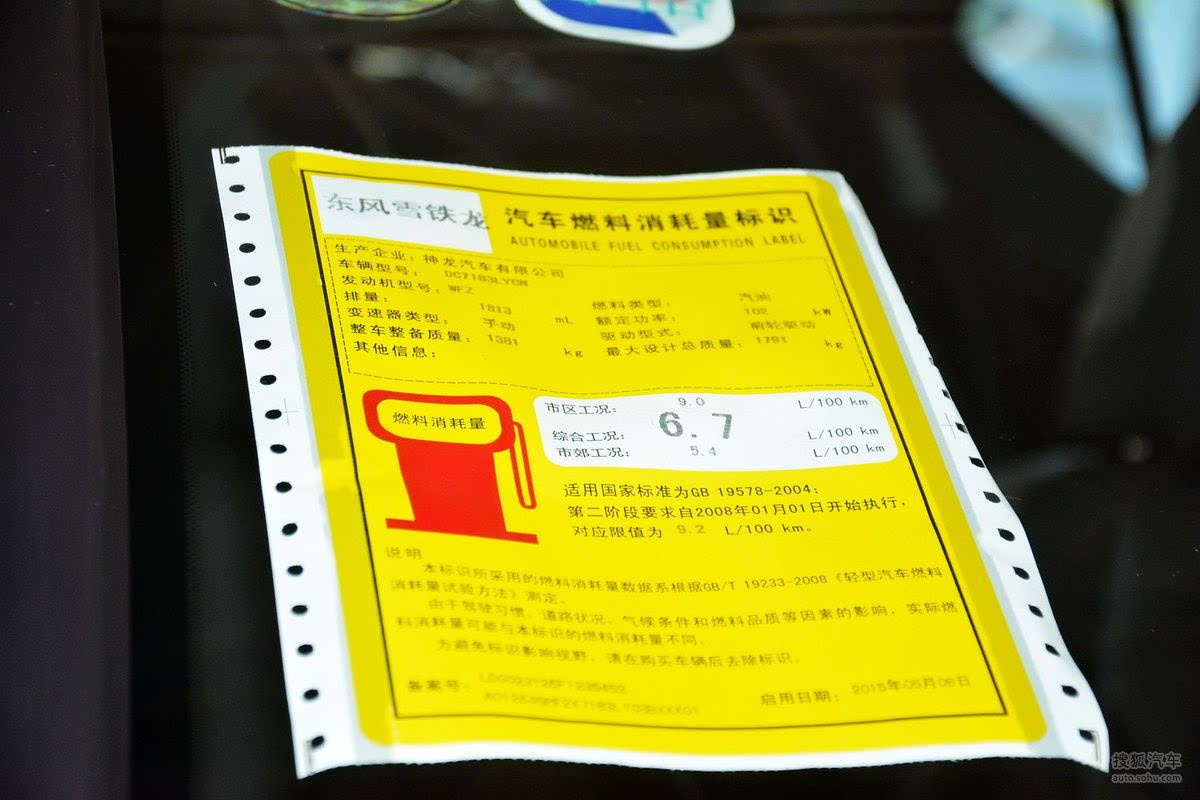 东风雪铁龙 汽车燃料消耗量标识
AUTOMOBILE FUEL CONSUMPTION LABEL
生产企业：神龙汽车有限公司
车辆型号： DC7183LYCM
发动机型号：WFZ
排量： 1813 mL 燃料类型： 汽油
变速器类型： 手动 额定功率： 102 kW
整车整备质量： 1381 kg 驱动型式： 前轮驱动
其他信息： 最大设计总质量： 1791 kg
燃料消耗量
市区工况： 9.0 L/100 km
综合工况： 6.7 L/100 km
市郊工况： 5.4 L/100 km
适用国家标准为GB 19578-2004；
第二阶段要求自2008年01月01日开始执行，
对应限值为 9.2 L/100 km。
说明
本标识所采用的燃料消耗量数据系根据GB/T 19233-2008《轻型汽车燃料
消耗量试验方法》测定。
由于驾驶习惯、道路状况、气候条件和燃料品质等因素的影响，实际燃
料消耗量可能与本标识的燃料消耗量不同。
为避免标识影响视野，请在购买车辆后去除标识。
备案号：
启用日期： 2015年05月06日
搜狐汽车
auto.sohu.com